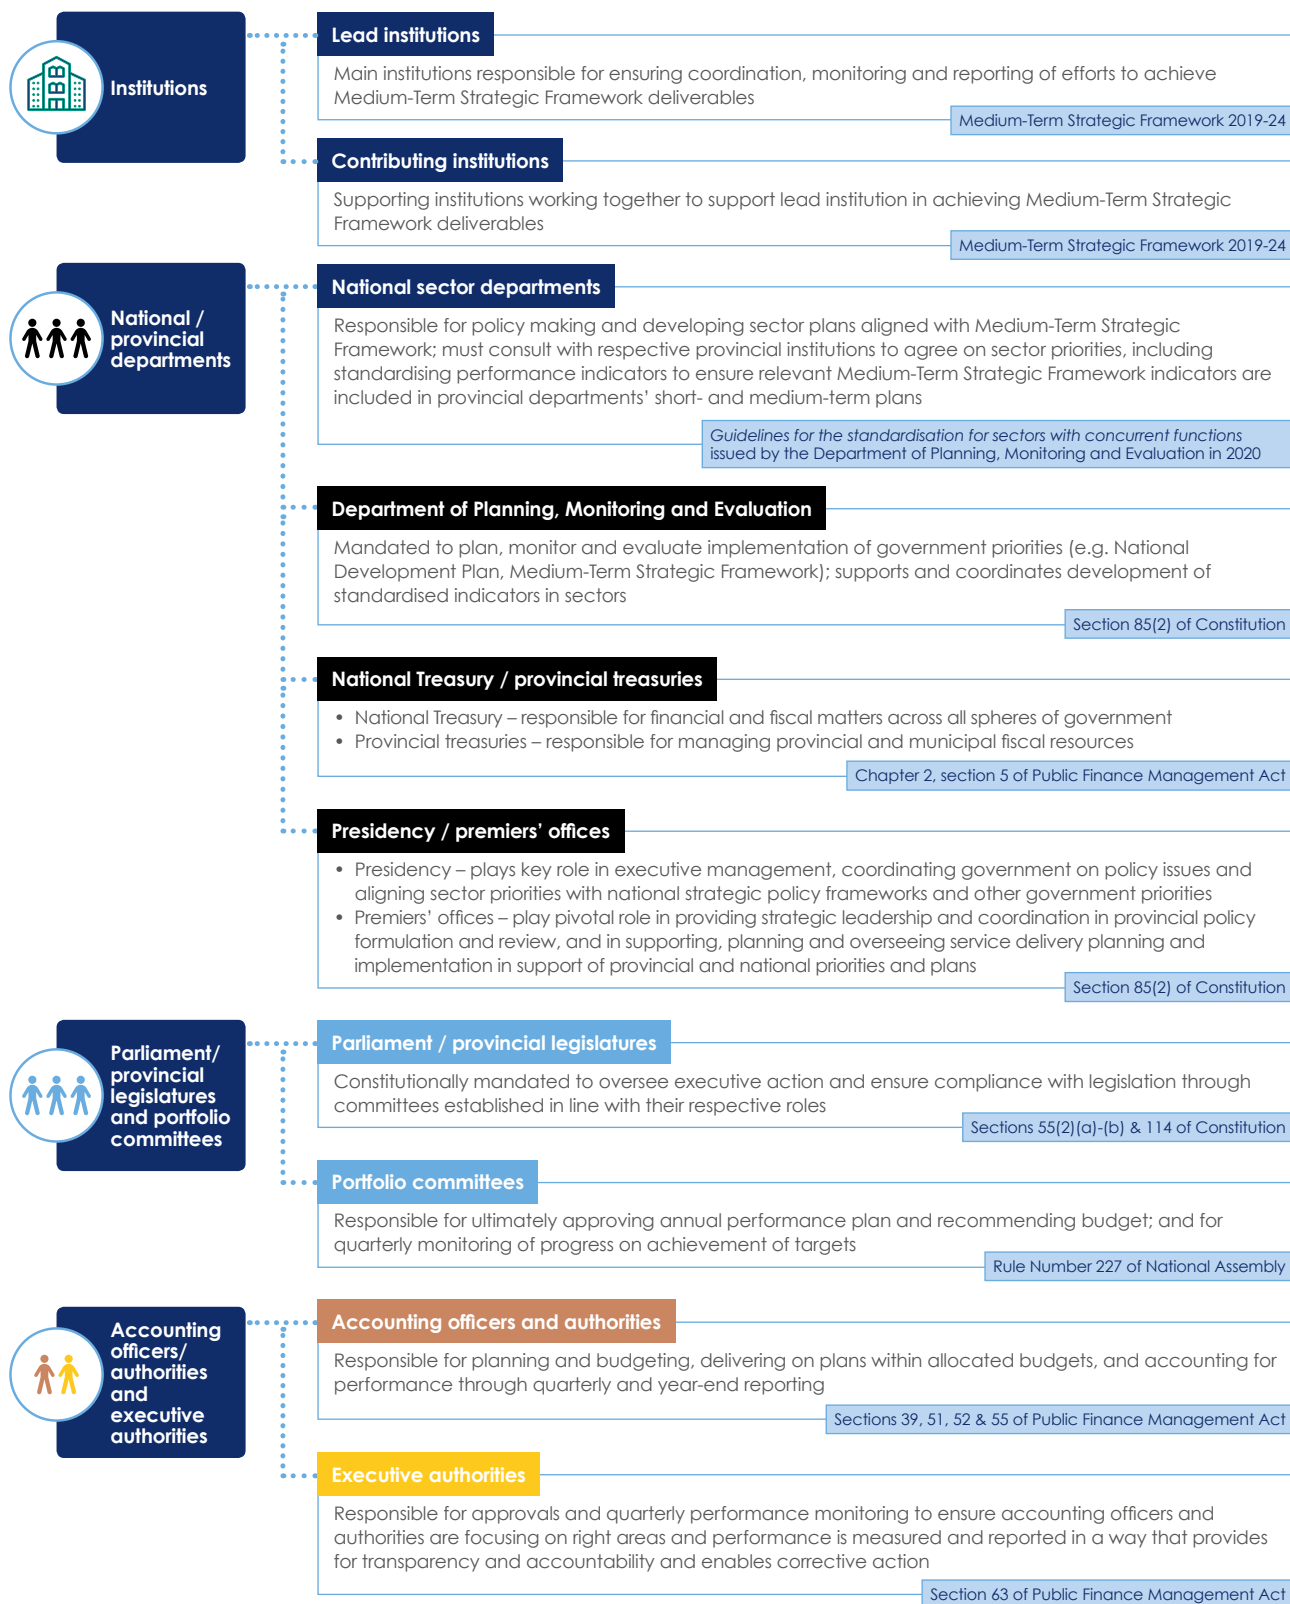 Institutions
Lead institutions
Main institutions responsible for ensuring coordination, monitoring and reporting of efforts to achieve
Medium-Term Strategic Framework deliverables
Medium-Term Strategic Framework 2019-24
Contributing institutions
Supporting institutions working together to support lead institution in achieving Medium-Term Strategic
Framework deliverables
Medium-Term Strategic Framework 2019-24
National /
provincial
departments
National sector departments
Responsible for policy making and developing sector plans aligned with Medium-Term Strategic
Framework; must consult with respective provincial institutions to agree on sector priorities, including
standardising performance indicators to ensure relevant Medium-Term Strategic Framework indicators are
included in provincial departments’ short- and medium-term plans
Guidelines for the standardisation for sectors with concurrent functions
issued by the Department of Planning, Monitoring and Evaluation in 2020
Department of Planning, Monitoring and Evaluation
Mandated to plan, monitor and evaluate implementation of government priorities (e.g. National
Development Plan, Medium-Term Strategic Framework); supports and coordinates development of
standardised indicators in sectors
Section 85(2) of Constitution
National Treasury / provincial treasuries
• National Treasury – responsible for financial and fiscal matters across all spheres of government
• Provincial treasuries – responsible for managing provincial and municipal fiscal resources
Chapter 2, section 5 of Public Finance Management Act
Presidency / premiers’ offices
• Presidency – plays key role in executive management, coordinating government on policy issues and
aligning sector priorities with national strategic policy frameworks and other government priorities
• Premiers’ offices – play pivotal role in providing strategic leadership and coordination in provincial policy
formulation and review, and in supporting, planning and overseeing service delivery planning and
implementation in support of provincial and national priorities and plans
Section 85(2) of Constitution
Parliament/
provincial
legislatures
and portfolio
committees
Parliament / provincial legislatures
Constitutionally mandated to oversee executive action and ensure compliance with legislation through
committees established in line with their respective roles
Sections 55(2)(a)-(b) & 114 of Constitution
Portfolio committees
Responsible for ultimately approving annual performance plan and recommending budget; and for
quarterly monitoring of progress on achievement of targets
Rule Number 227 of National Assembly
Accounting
officers/
authorities
and
executive
authorities
Accounting officers and authorities
Responsible for planning and budgeting, delivering on plans within allocated budgets, and accounting for
performance through quarterly and year-end reporting
Sections 39, 51, 52 & 55 of Public Finance Management Act
Executive authorities
Responsible for approvals and quarterly performance monitoring to ensure accounting officers and
authorities are focusing on right areas and performance is measured and reported in a way that provides
for transparency and accountability and enables corrective action
Section 63 of Public Finance Management Act